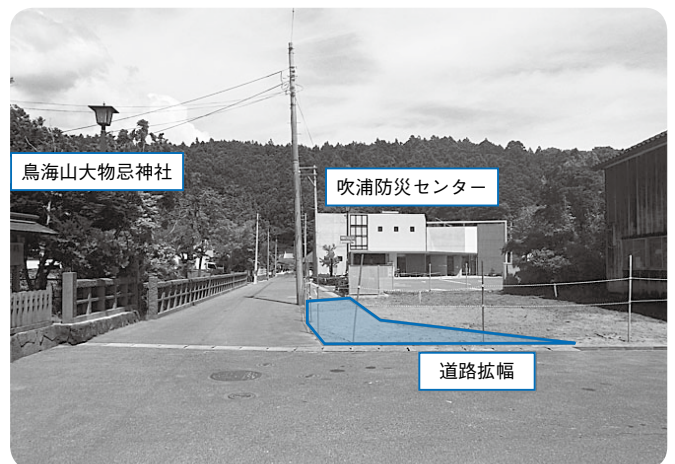 鳥海山大物忌神社
吹浦防災センター
道路拡幅